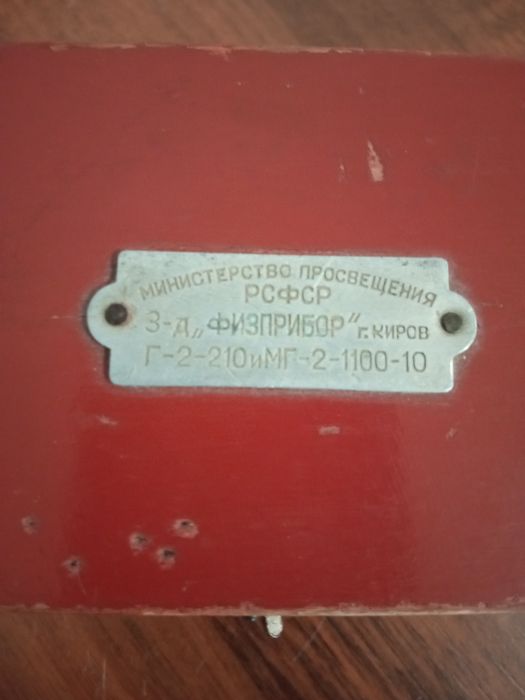 МИНИСТЕРСТВО ПРОСВЕЩЕНИЯ
РСФСР
З-д „ФИЗПРИБОР" г. КИРОВ
Г-2-210 и МГ-2-1100-10